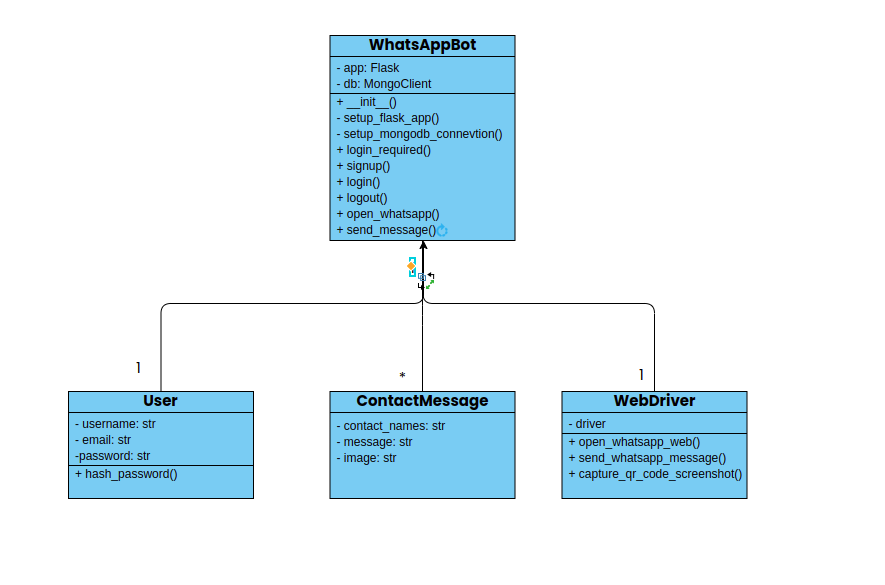 WhatsAppBot
- app: Flask
- db: MongoClient
+ __init__()
- setup_flask_app()
- setup_mongodb_connevtion()
+ login_required()
+ signup()
+ login()
+ logout()
+ open_whatsapp()
+ send_message()
1
*
1
User
- username: str
- email: str
-password: str
+ hash_password()
ContactMessage
- contact_names: str
- message: str
- image: str
WebDriver
- driver
+ open_whatsapp_web()
+ send_whatsapp_message()
+ capture_qr_code_screenshot()